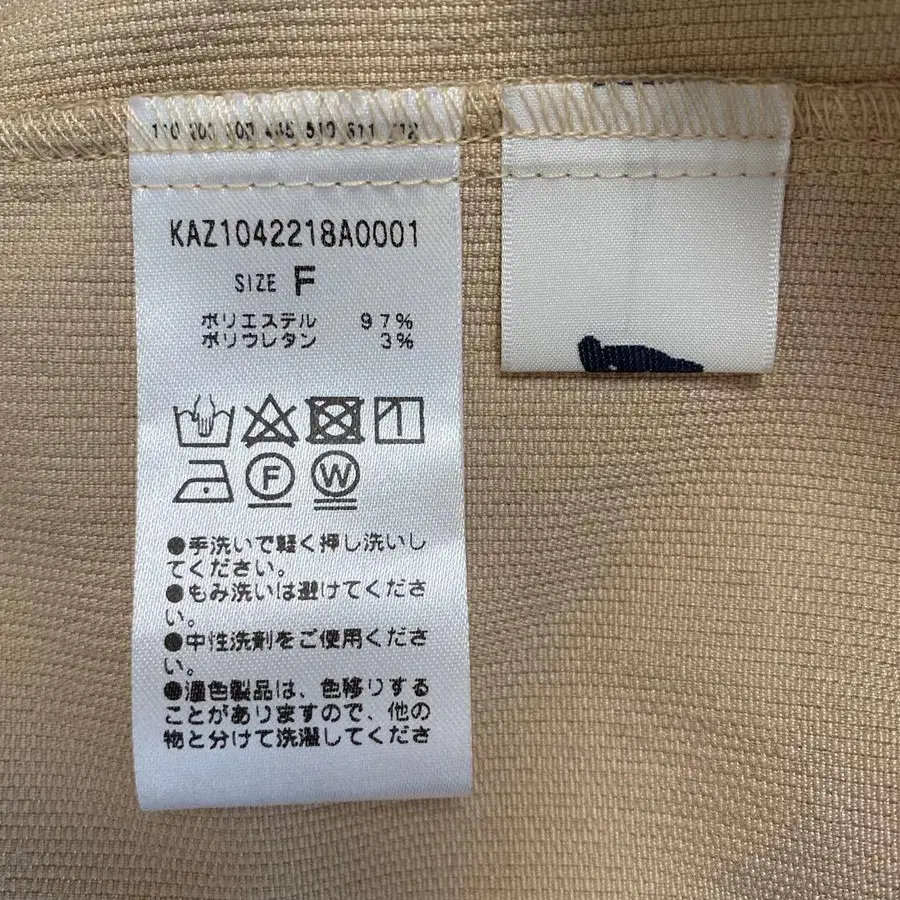 KAZ1042218A0001
SIZE F
ポリエステル 97%
ポリウレタン 3%
F W
●手洗いで軽く押し洗いし
てください。
●もみ洗いは避けてくださ
い。
●中性洗剤をご使用くださ
い。
●濃色製品は、色移りする
ことがありますので、他の
物と分けて洗濯してくださ